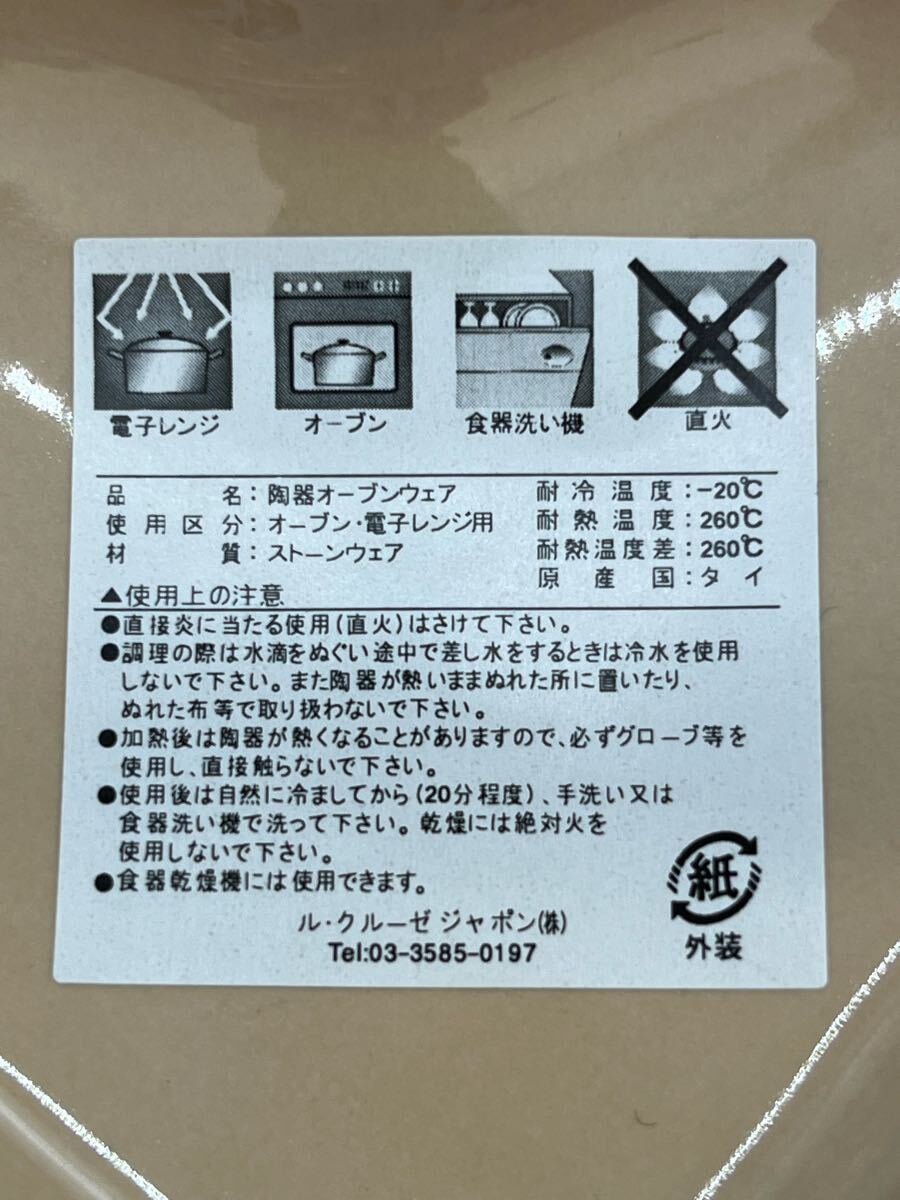 電子レンジ
オーブン
食器洗い機
直火
品名：陶器オーブンウェア
使用区分：オーブン・電子レンジ用
材質：ストーンウェア
耐冷温度：-20℃
耐熱温度：260℃
耐熱温度差：260℃
原産国：タイ
▲使用上の注意
●直接炎に当たる使用（直火）はさけて下さい。
●調理の際は水滴をぬぐい途中で差し水をするときは冷水を使用
しないで下さい。また陶器が熱いままぬれた所に置いたり、
ぬれた布等で取り扱わないで下さい。
●加熱後は陶器が熱くなることがありますので、必ずグローブ等を
使用し、直接触らないで下さい。
●使用後は自然に冷ましてから（20分程度）、手洗い又は
食器洗い機で洗って下さい。乾燥には絶対火を
使用しないで下さい。
●食器乾燥機には使用できます。
ル・クルーゼ ジャポン㈱
Tel:03-3585-0197
紙
外装